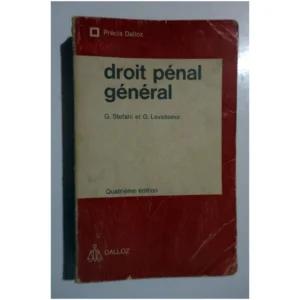 Précis Dalloz
droit pénal
général
G. Stefani et G. Levasseur
Quatrième édition
DALLOZ